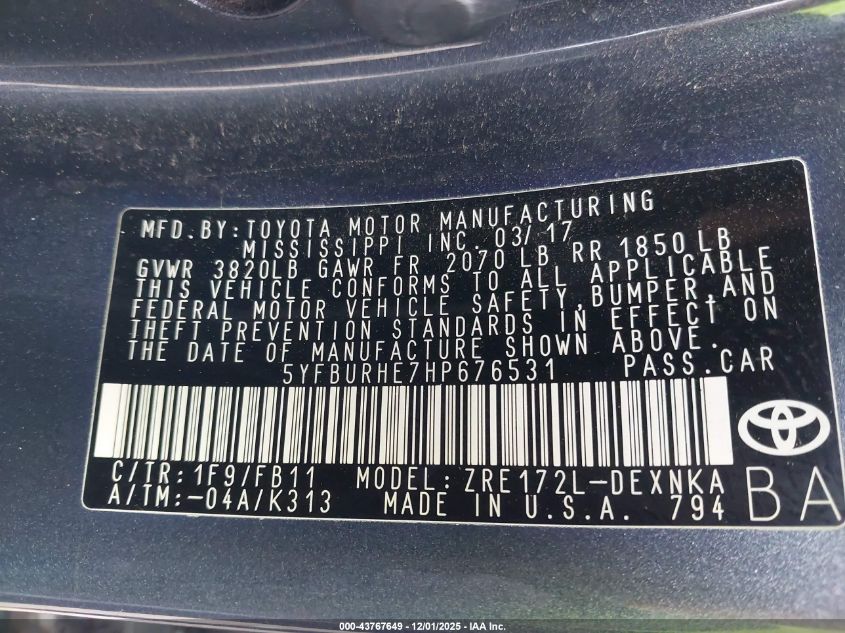 MFD.BY:TOYOTA MOTOR MANUFACTURING
MISSISSIPPI INC. 03/17
GVWR 3820LB GAWR FR 2070 LB RR 1850 LB
THIS VEHICLE CONFORMS TO ALL APPLICABLE
FEDERAL MOTOR VEHICLE SAFETY, BUMPER, AND
THEFT PREVENTION STANDARDS IN EFFECT ON
THE DATE OF MANUFACTURE SHOWN ABOVE.
5YFBURHE7HP676531 PASS.CAR
C/TR:1F9/FB11 MODEL:ZRE172L-DEXNKA
A/TM:-04A/K313 MADE IN U.S.A. 794
BA
000-43767649 - 12/01/2025 - IAA Inc.